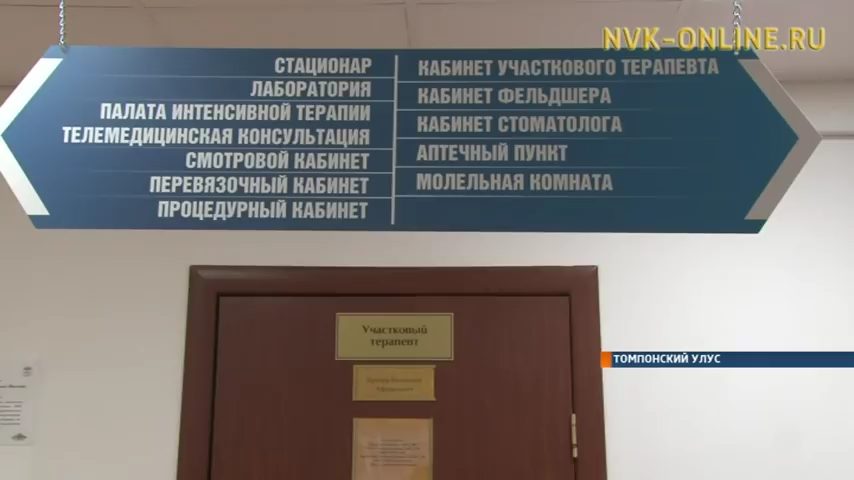 NVK-ONLINE.RU
СТАЦИОНАР
ЛАБОРАТОРИЯ
ПАЛАТА ИНТЕНСИВНОЙ ТЕРАПИИ
ТЕЛЕМЕДИЦИНСКАЯ КОНСУЛЬТАЦИЯ
СМОТРОВОЙ КАБИНЕТ
ПЕРЕВЯЗОЧНЫЙ КАБИНЕТ
ПРОЦЕДУРНЫЙ КАБИНЕТ
КАБИНЕТ УЧАСТКОВОГО ТЕРАПЕВТА
КАБИНЕТ ФЕЛЬДШЕРА
КАБИНЕТ СТОМАТОЛОГА
АПТЕЧНЫЙ ПУНКТ
МОЛЕЛЬНАЯ КОМНАТА
Участковый
терапевт
ТОМПОНСКИЙ УЛУС